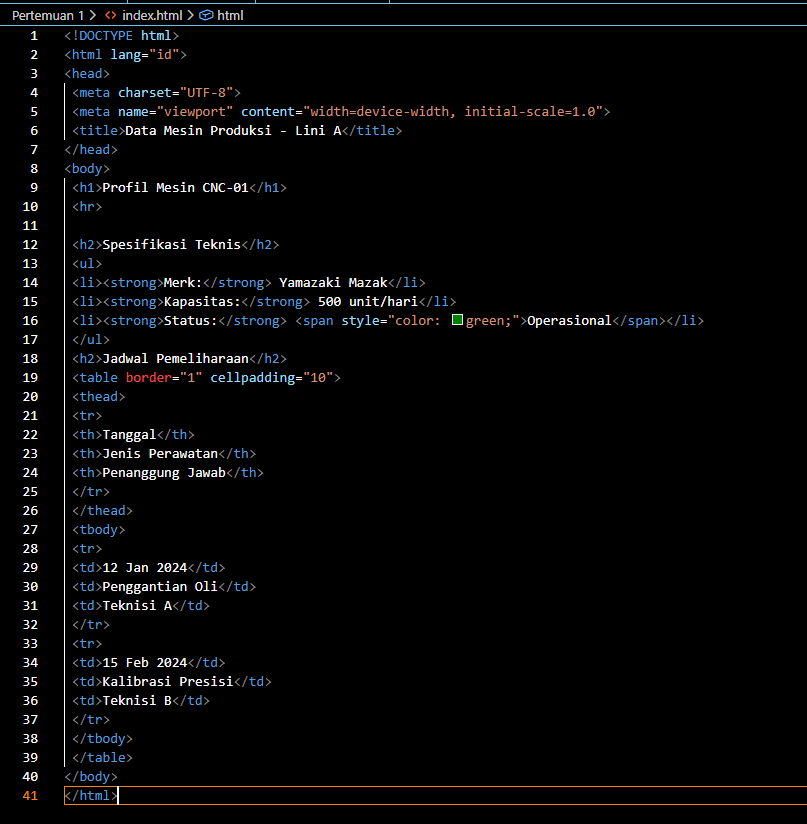 Pertemuan 1 > <> index.html > html
1 <!DOCTYPE html>
2 <html lang="id">
3 <head>
4 <meta charset="UTF-8">
5 <meta name="viewport" content="width=device-width, initial-scale=1.0">
6 <title>Data Mesin Produksi - Lini A</title>
7 </head>
8 <body>
9 <h1>Profil Mesin CNC-01</h1>
10 <hr>
11
12 <h2>Spesifikasi Teknis</h2>
13 <ul>
14 <li><strong>Merk:</strong> Yamazaki Mazak</li>
15 <li><strong>Kapasitas:</strong> 500 unit/hari</li>
16 <li><strong>Status:</strong> <span style="color: green;">Operasional</span></li>
17 </ul>
18 <h2>Jadwal Pemeliharaan</h2>
19 <table border="1" cellpadding="10">
20 <thead>
21 <tr>
22 <th>Tanggal</th>
23 <th>Jenis Perawatan</th>
24 <th>Penanggung Jawab</th>
25 </tr>
26 </thead>
27 <tbody>
28 <tr>
29 <td>12 Jan 2024</td>
30 <td>Penggantian Oli</td>
31 <td>Teknisi A</td>
32 </tr>
33 <tr>
34 <td>15 Feb 2024</td>
35 <td>Kalibrasi Presisi</td>
36 <td>Teknisi B</td>
37 </tr>
38 </tbody>
39 </table>
40 </body>
41 </html>